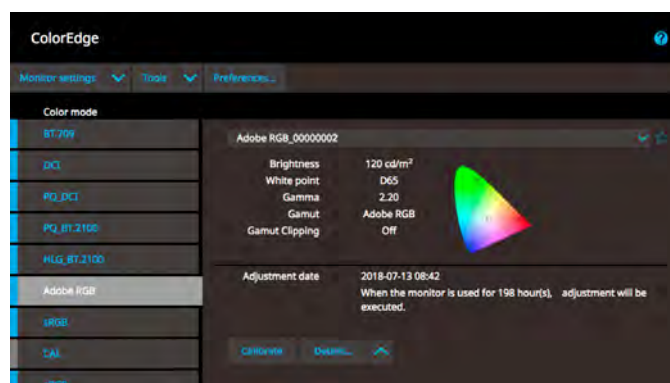 ColorEdge
Monitor settings Tools Preferences...
Color mode
BT.709
DCI
PQ_DCI
PQ_BT.2100
HLG_BT.2100
Adobe RGB
sRGB
CAL
Adobe RGB_00000002
Brightness 120 cd/m²
White point D65
Gamma 2.20
Gamut Adobe RGB
Gamut Clipping Off
Adjustment date 2018-07-13 08:42
When the monitor is used for 198 hour(s), adjustment will be
executed.
Calibrate Details...